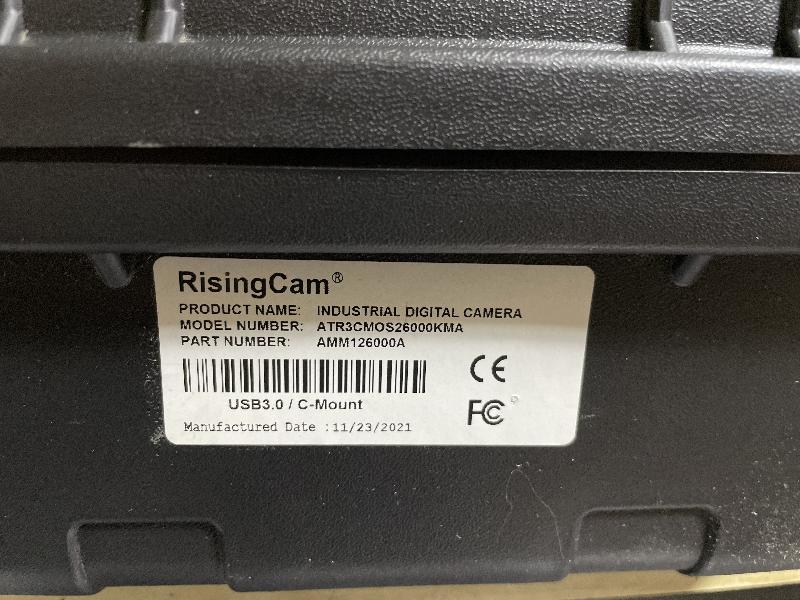 RisingCam®
PRODUCT NAME: INDUSTRIAL DIGITAL CAMERA
MODEL NUMBER: ATR3CMOS26000KMA
PART NUMBER: AMM126000A
CE
USB3.0 / C-Mount
FC
Manufactured Date :11/23/2021